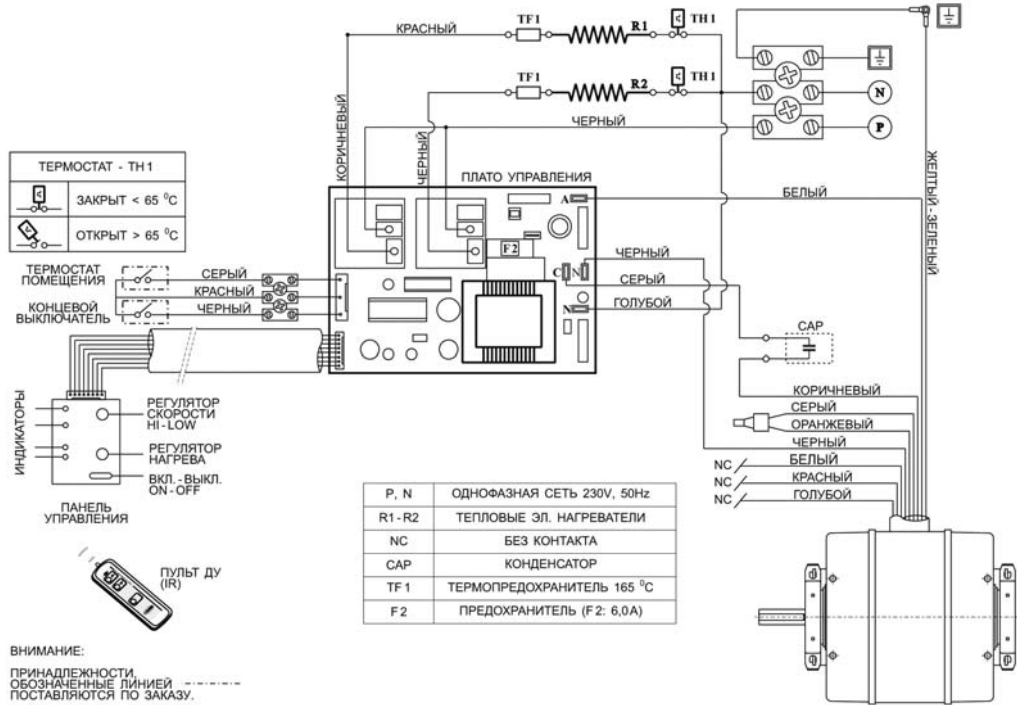 КРАСНЫЙ
TF1
R1
TH1
TF1
R2
TH1
N
P
ЧЕРНЫЙ
КОРИЧНЕВЫЙ
ЧЕРНЫЙ
ЖЕЛТЫЙ-ЗЕЛЕНЫЙ
ТЕРМОСТАТ - TH1
ЗАКРЫТ < 65 °C
ОТКРЫТ > 65 °C
ПЛАТО УПРАВЛЕНИЯ
A
БЕЛЫЙ
F2
C
N
N
ЧЕРНЫЙ
СЕРЫЙ
ГОЛУБОЙ
ТЕРМОСТАТ
ПОМЕЩЕНИЯ
КОНЦЕВОЙ
ВЫКЛЮЧАТЕЛЬ
СЕРЫЙ
КРАСНЫЙ
ЧЕРНЫЙ
CAP
КОРИЧНЕВЫЙ
СЕРЫЙ
ОРАНЖЕВЫЙ
ЧЕРНЫЙ
NC
БЕЛЫЙ
NC
КРАСНЫЙ
NC
ГОЛУБОЙ
ИНДИКАТОРЫ
РЕГУЛЯТОР
СКОРОСТИ
HI-LOW
РЕГУЛЯТОР
НАГРЕВА
ВКЛ. - ВЫКЛ.
ON-OFF
ПАНЕЛЬ
УПРАВЛЕНИЯ
ПУЛЬТ ДУ
(IR)
P, N ОДНОФАЗНАЯ СЕТЬ 230V, 50Hz
R1-R2 ТЕПЛОВЫЕ ЭЛ. НАГРЕВАТЕЛИ
NC БЕЗ КОНТАКТА
CAP КОНДЕНСАТОР
TF1 ТЕРМОПРЕДОХРАНИТЕЛЬ 165 °C
F2 ПРЕДОХРАНИТЕЛЬ (F2: 6,0A)
ВНИМАНИЕ:
ПРИНАДЛЕЖНОСТИ,
ОБОЗНАЧЕННЫЕ ЛИНИЕЙ
ПОСТАВЛЯЮТСЯ ПО ЗАКАЗУ.